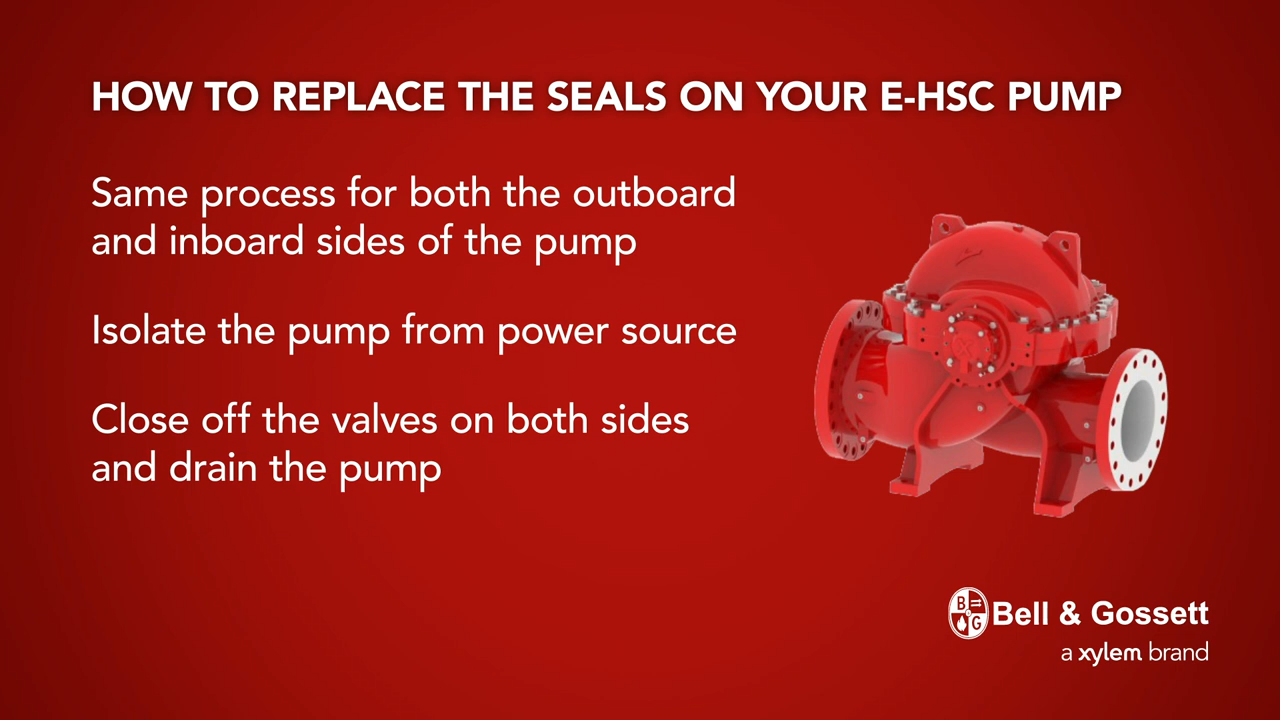 HOW TO REPLACE THE SEALS ON YOUR E-HSC PUMP
Same process for both the outboard
and inboard sides of the pump
Isolate the pump from power source
Close off the valves on both sides
and drain the pump
B
G
Bell & Gossett
a xylem brand